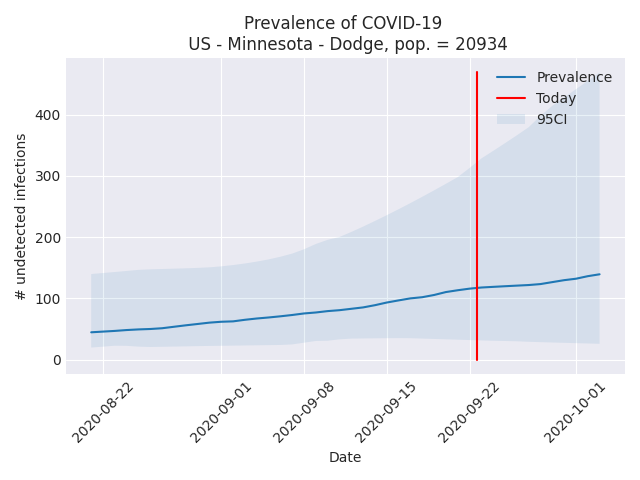 Prevalence of COVID-19
US - Minnesota - Dodge, pop. = 20934
Prevalence
Today
95CI
# undetected infections
400
300
200
100
0
2020-08-22
2020-09-01
2020-09-08
2020-09-15
2020-09-22
2020-10-01
Date